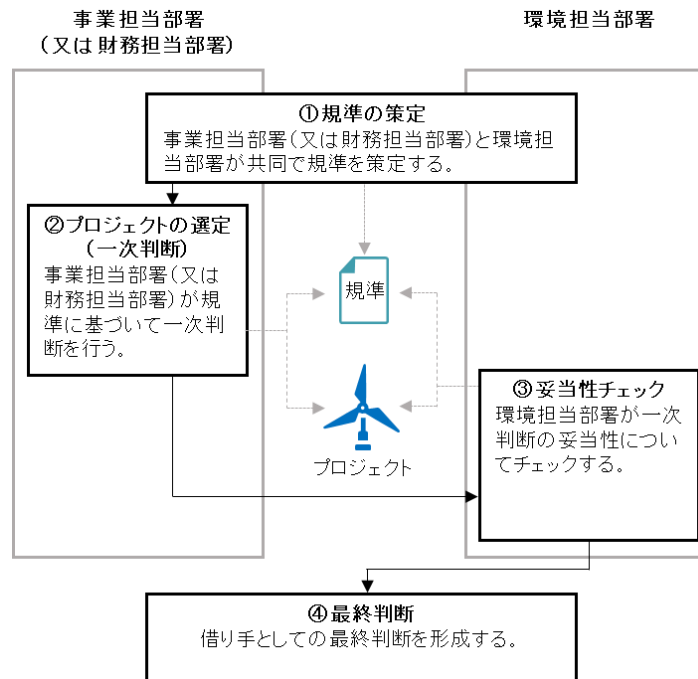 事業担当部署
（又は財務担当部署）
環境担当部署
①規準の策定
事業担当部署（又は財務担当部署）と環境担
当部署が共同で規準を策定する。
②プロジェクトの選定
（一次判断）
事業担当部署（又は
財務担当部署）が規
準に基づいて一次判
断を行う。
規準
プロジェクト
③妥当性チェック
環境担当部署が一次
判断の妥当性につい
てチェックする。
④最終判断
借り手としての最終判断を形成する。